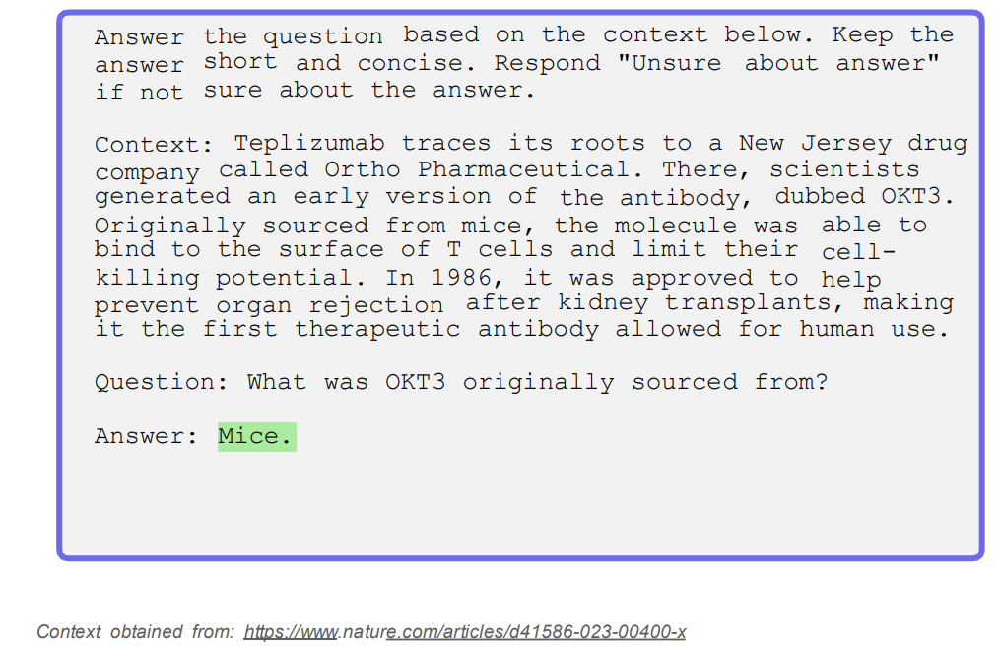 Answer the question based on the context below. Keep the
answer short and concise. Respond "Unsure about answer"
if not sure about the answer.
Context: Teplizumab traces its roots to a New Jersey drug
company called Ortho Pharmaceutical. There, scientists
generated an early version of the antibody, dubbed OKT3.
Originally sourced from mice, the molecule was able to
bind to the surface of T cells and limit their cell-
killing potential. In 1986, it was approved to help
prevent organ rejection after kidney transplants, making
it the first therapeutic antibody allowed for human use.
Question: What was OKT3 originally sourced from?
Answer: Mice.
Context obtained from: https://www.nature.com/articles/d41586-023-00400-x